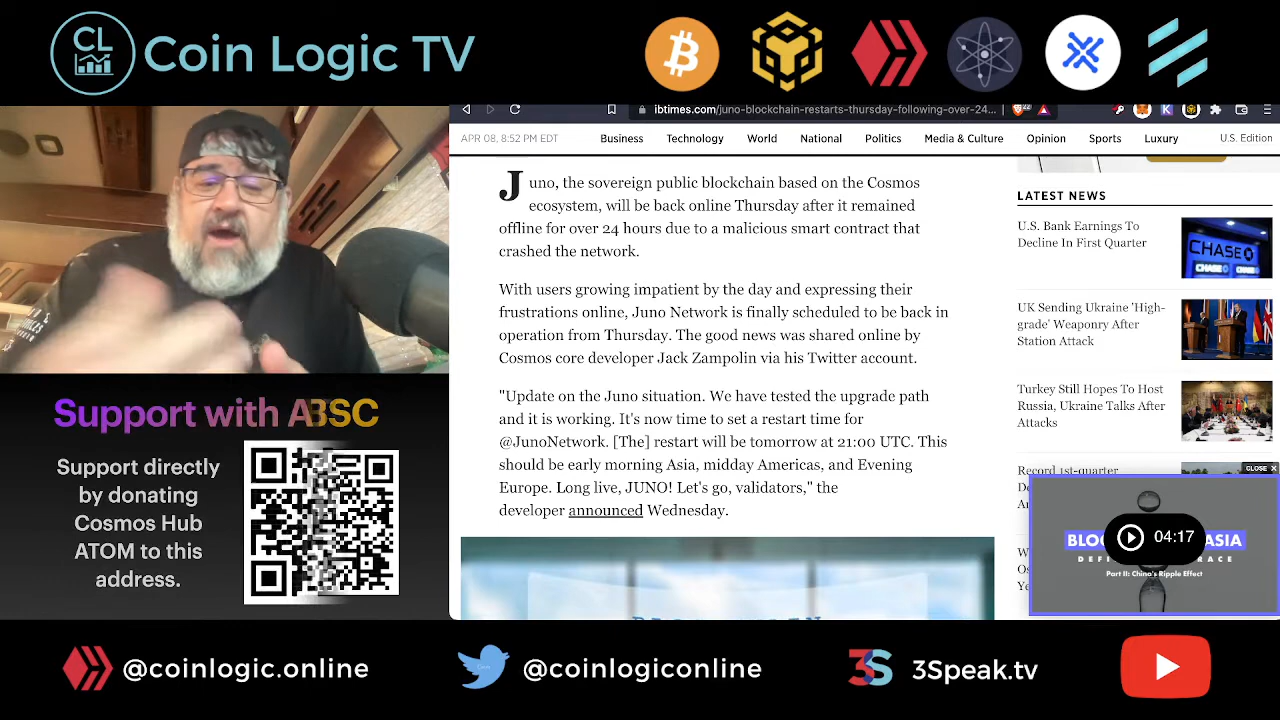 CL
Coin Logic TV
ibtimes.com/juno-blockchain-restarts-thursday-following-over-24...
22
APR 08, 8:52 PM EDT
Business
Technology
World
National
Politics
Media & Culture
Opinion
Sports
Luxury
U.S. Edition
Juno, the sovereign public blockchain based on the Cosmos
ecosystem, will be back online Thursday after it remained
offline for over 24 hours due to a malicious smart contract that
crashed the network.
With users growing impatient by the day and expressing their
frustrations online, Juno Network is finally scheduled to be back in
operation from Thursday. The good news was shared online by
Cosmos core developer Jack Zampolin via his Twitter account.
"Update on the Juno situation. We have tested the upgrade path
and it is working. It's now time to set a restart time for
@JunoNetwork. [The] restart will be tomorrow at 21:00 UTC. This
should be early morning Asia, midday Americas, and Evening
Europe. Long live, JUNO! Let's go, validators," the
developer announced Wednesday.
LATEST NEWS
U.S. Bank Earnings To
Decline In First Quarter
CHASE
UK Sending Ukraine 'High-
grade' Weaponry After
Station Attack
Turkey Still Hopes To Host
Russia, Ukraine Talks After
Attacks
Record 1st-quarter
CLOSE X
04:17
ASIA
Part II: China's Ripple Effect
Support with
Support directly
by donating
Cosmos Hub
ATOM to this
address.
@coinlogic.online
@coinlogiconline
3S
3Speak.tv